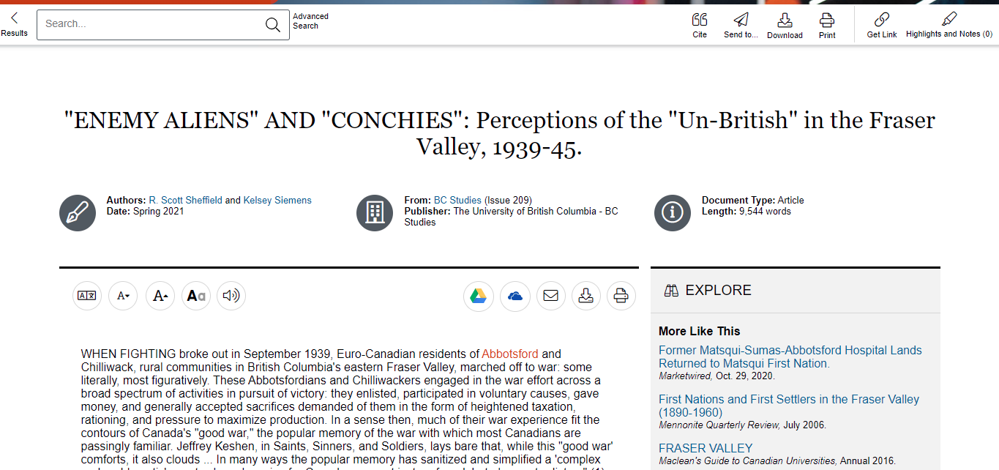 Results
Search...
Advanced
Search
Cite
Send to...
Download
Print
Get Link
Highlights and Notes (0)
"ENEMY ALIENS" AND "CONCHIES": Perceptions of the "Un-British" in the Fraser
Valley, 1939-45.
Authors: R. Scott Sheffield and Kelsey Siemens
Date: Spring 2021
From: BC Studies (Issue 209)
Publisher: The University of British Columbia - BC
Studies
Document Type: Article
Length: 9,544 words
A
A
Aa
WHEN FIGHTING broke out in September 1939, Euro-Canadian residents of Abbotsford and
Chilliwack, rural communities in British Columbia's eastern Fraser Valley, marched off to war: some
literally, most figuratively. These Abbotsfordians and Chilliwackers engaged in the war effort across a
broad spectrum of activities in pursuit of victory: they enlisted, participated in voluntary causes, gave
money, and generally accepted sacrifices demanded of them in the form of heightened taxation,
rationing, and pressure to maximize production. In a sense then, much of their war experience fit the
contours of Canada's "good war," the popular memory of the war with which most Canadians are
passingly familiar. Jeffrey Keshen, in Saints, Sinners, and Soldiers, lays bare that, while this "good war'
comforts, it also clouds ... In many ways the popular memory has sanitized and simplified a 'complex
EXPLORE
More Like This
Former Matsqui-Sumas-Abbotsford Hospital Lands
Returned to Matsqui First Nation.
Marketwired, Oct. 29, 2020.
First Nations and First Settlers in the Fraser Valley
(1890-1960)
Mennonite Quarterly Review, July 2006.
FRASER VALLEY
Maclean's Guide to Canadian Universities, Annual 2016.